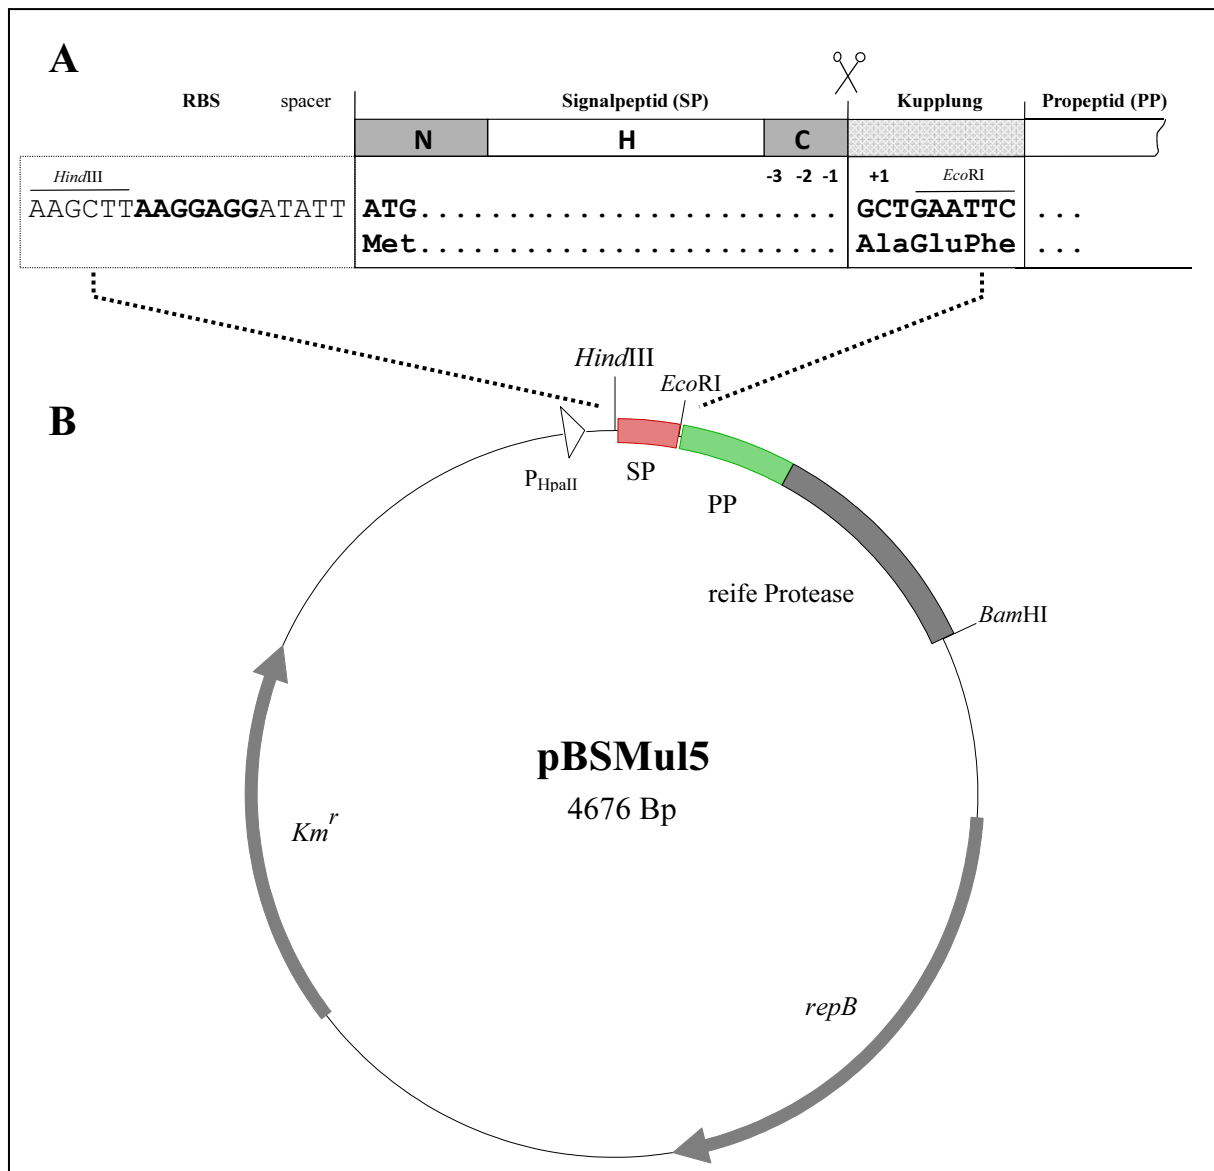 A
RBS spacer Signalpeptid (SP) Kupplung Propeptid (PP)
N H C
HindIII -3 -2 -1 +1 EcoRI
AAGCTTAAGGAGGATATT ATG.......................... GCTGAATTC ...
Met.......................... AlaGluPhe ...
HindIII
EcoRI
B
PHpaII
SP
PP
reife Protease
BamHI
pBSMul5
4676 Bp
Kmr
repB